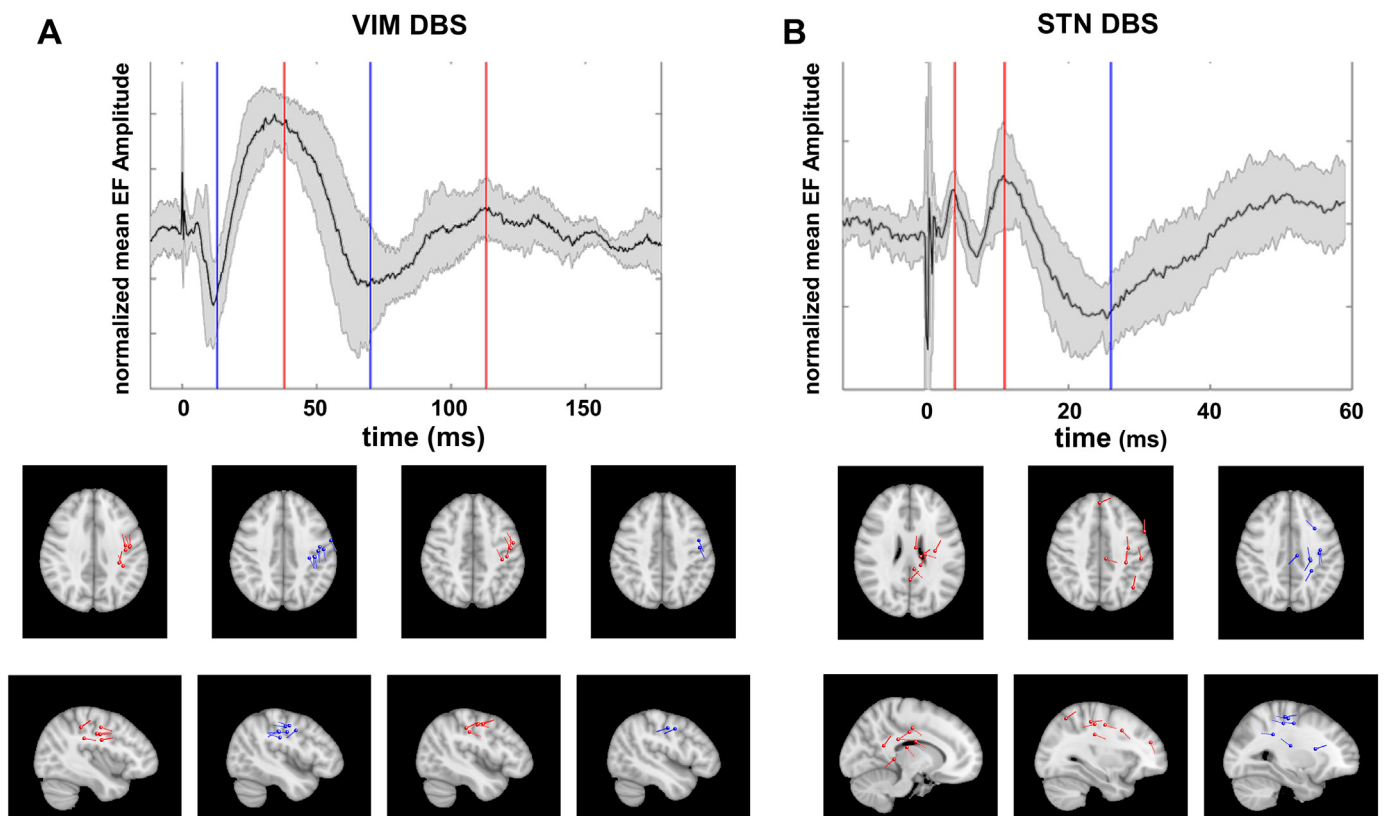 A
VIM DBS
normalized mean EF Amplitude
0
50
100
150
time (ms)
B
STN DBS
normalized mean EF Amplitude
0
20
40
60
time (ms)